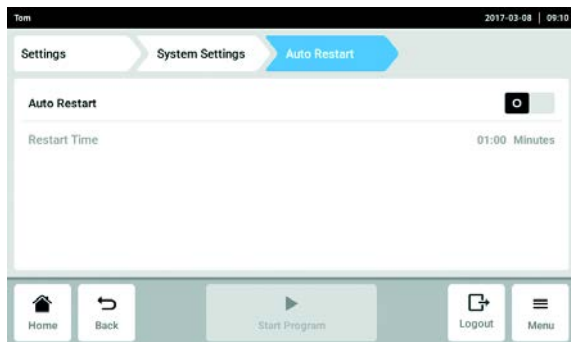 Tom 2017-03-08 | 09:10
Settings System Settings Auto Restart
Auto Restart O
Restart Time 01:00 Minutes
Home Back Start Program Logout Menu